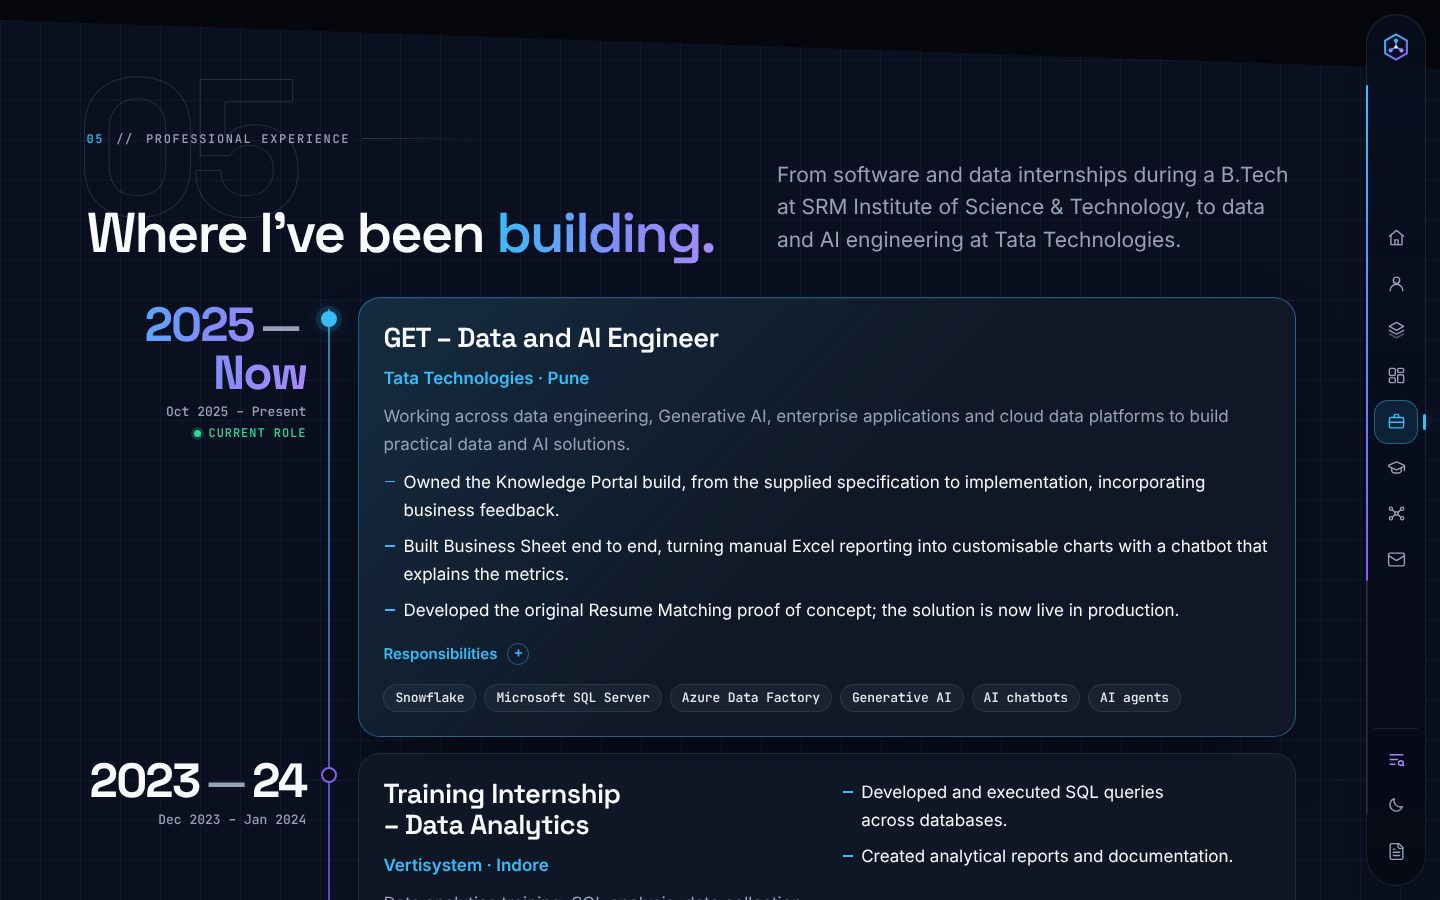 05
05 // PROFESSIONAL EXPERIENCE
Where I've been building.
From software and data internships during a B.Tech
at SRM Institute of Science & Technology, to data
and AI engineering at Tata Technologies.
2025 —
Now
Oct 2025 – Present
CURRENT ROLE
GET – Data and AI Engineer
Tata Technologies · Pune
Working across data engineering, Generative AI, enterprise applications and cloud data platforms to build
practical data and AI solutions.
Owned the Knowledge Portal build, from the supplied specification to implementation, incorporating
business feedback.
Built Business Sheet end to end, turning manual Excel reporting into customisable charts with a chatbot that
explains the metrics.
Developed the original Resume Matching proof of concept; the solution is now live in production.
Responsibilities +
Snowflake Microsoft SQL Server Azure Data Factory Generative AI AI chatbots AI agents
2023 — 24
Dec 2023 – Jan 2024
Training Internship
– Data Analytics
Vertisystem · Indore
Developed and executed SQL queries
across databases.
Created analytical reports and documentation.